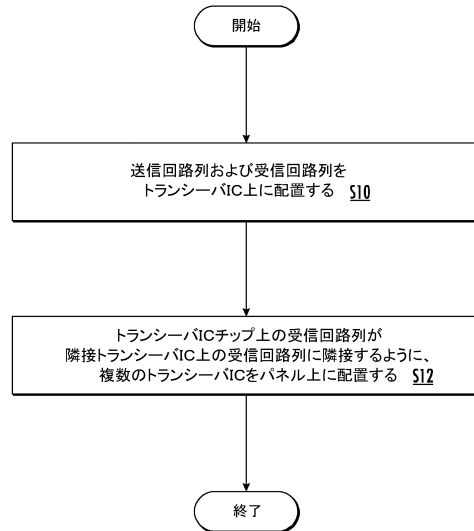 開始
送信回路列および受信回路列を
トランシーバIC上に配置する S10
トランシーバICチップ上の受信回路列が
隣接トランシーバIC上の受信回路列に隣接するように、
複数のトランシーバICをパネル上に配置する S12
終了